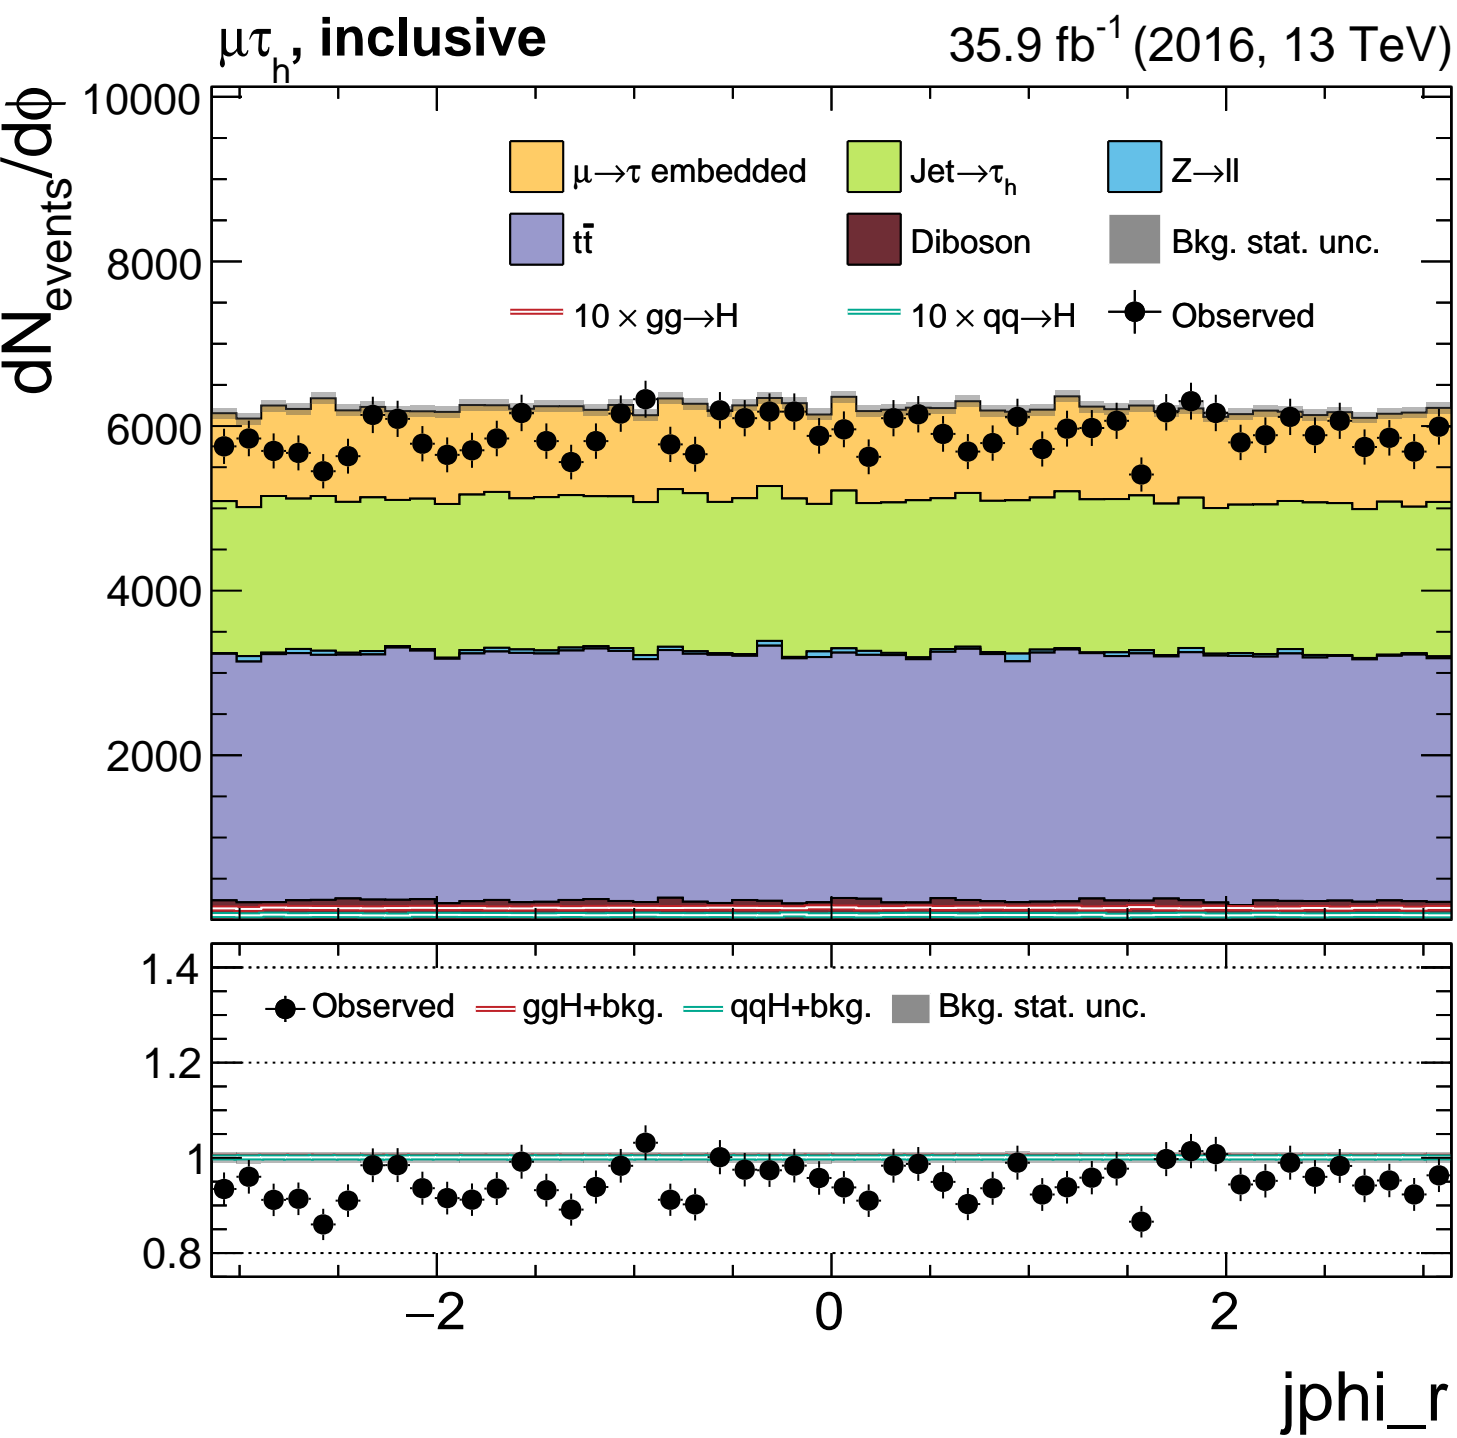 μτh, inclusive 35.9 fb-1 (2016, 13 TeV)
dNevents/dϕ
10000
8000
6000
4000
2000
μ→τ embedded Jet→τh Z→ll
tt̄ Diboson Bkg. stat. unc.
10 × gg→H 10 × qq→H Observed
1.4
1.2
1
0.8
Observed ggH+bkg. qqH+bkg. Bkg. stat. unc.
−2 0 2
jphi_r